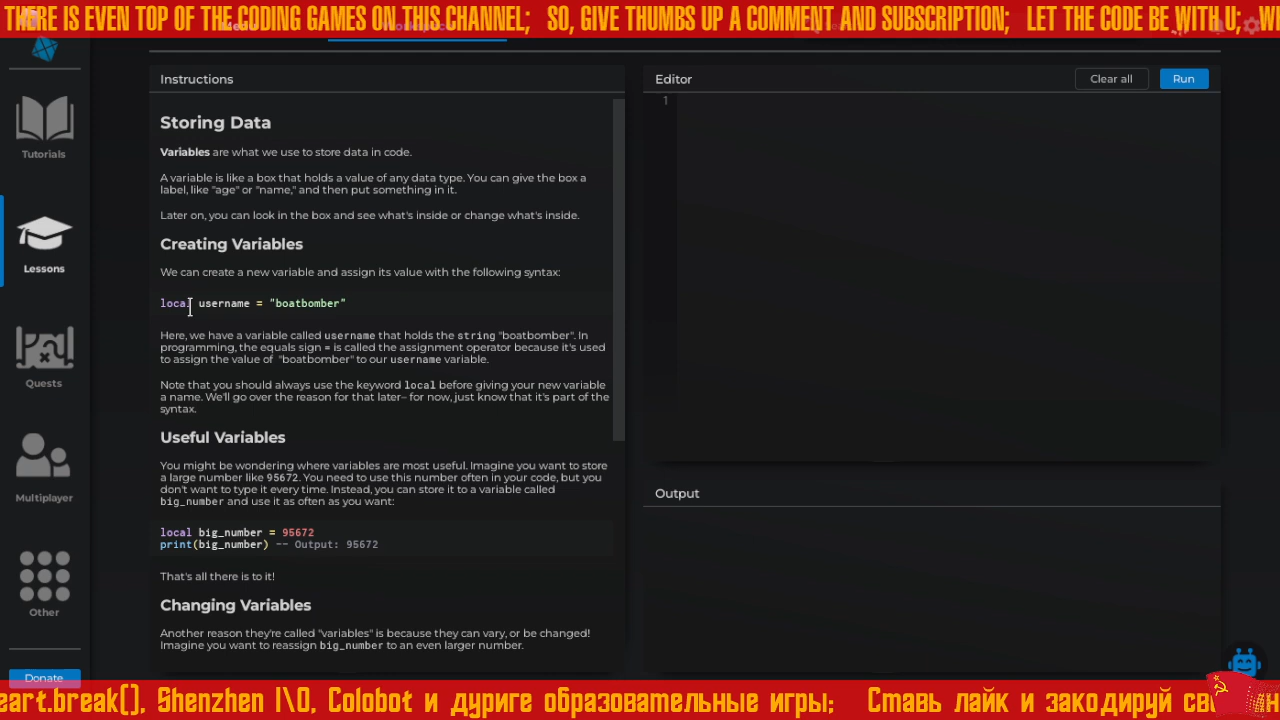 THERE IS EVEN TOP OF THE CODING GAMES ON THIS CHANNEL; SO, GIVE THUMBS UP A COMMENT AND SUBSCRIPTION; LET THE CODE BE WITH U;
Instructions
Editor
Clear all
Run
1
Storing Data
Variables are what we use to store data in code.
A variable is like a box that holds a value of any data type. You can give the box a
label, like "age" or "name," and then put something in it.
Later on, you can look in the box and see what's inside or change what's inside.
Creating Variables
We can create a new variable and assign its value with the following syntax:
local username = "boatbomber"
Here, we have a variable called username that holds the string "boatbomber". In
programming, the equals sign = is called the assignment operator because it's used
to assign the value of "boatbomber" to our username variable.
Note that you should always use the keyword local before giving your new variable
a name. We'll go over the reason for that later– for now, just know that it's part of the
syntax.
Useful Variables
You might be wondering where variables are most useful. Imagine you want to store
a large number like 95672. You need to use this number often in your code, but you
don't want to type it every time. Instead, you can store it to a variable called
big_number and use it as often as you want:
local big_number = 95672
print(big_number) -- Output: 95672
That's all there is to it!
Changing Variables
Another reason they're called "variables" is because they can vary, or be changed!
Imagine you want to reassign big_number to an even larger number.
Output
Tutorials
Lessons
Quests
Multiplayer
Other
Donate
eart.break(), Shenzhen I\O, Colobot и дуриге образовательные игры; Ставь лайк и закодируй св